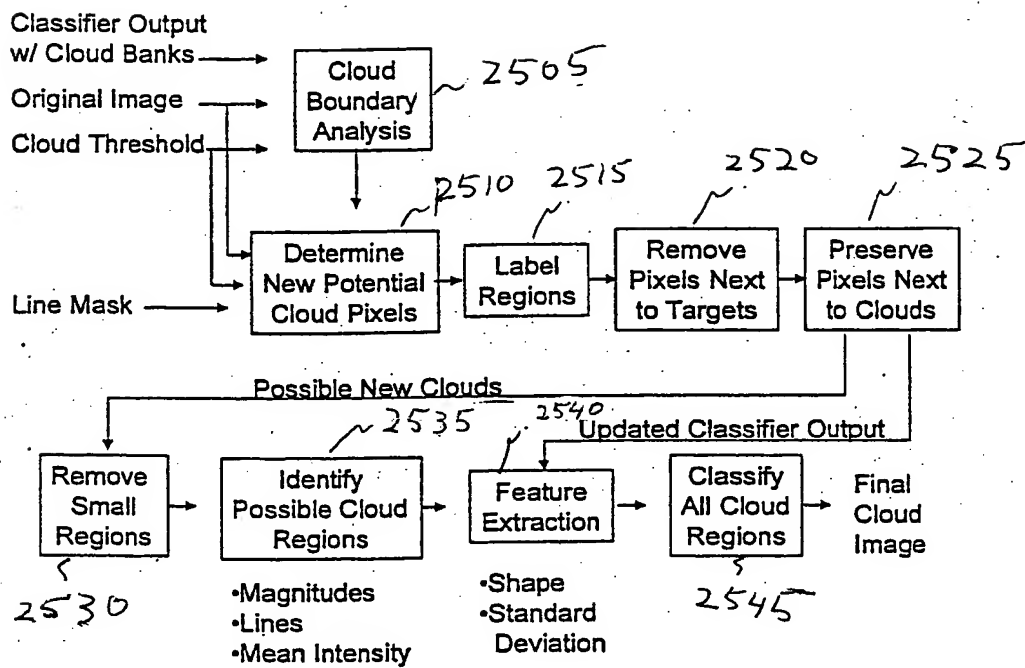 Classifier Output
w/ Cloud Banks
Original Image
Cloud Threshold
Cloud
Boundary
Analysis
2505
2510
2515
2520
2525
Line Mask
Determine
New Potential
Cloud Pixels
Label
Regions
Remove
Pixels Next
to Targets
Preserve
Pixels Next
to Clouds
Possible New Clouds
2535
2540
Updated Classifier Output
Remove
Small
Regions
Identify
Possible Cloud
Regions
Feature
Extraction
Classify
All Cloud
Regions
Final
Cloud
Image
2530
•Magnitudes
•Lines
•Mean Intensity
•Shape
•Standard
Deviation
2545